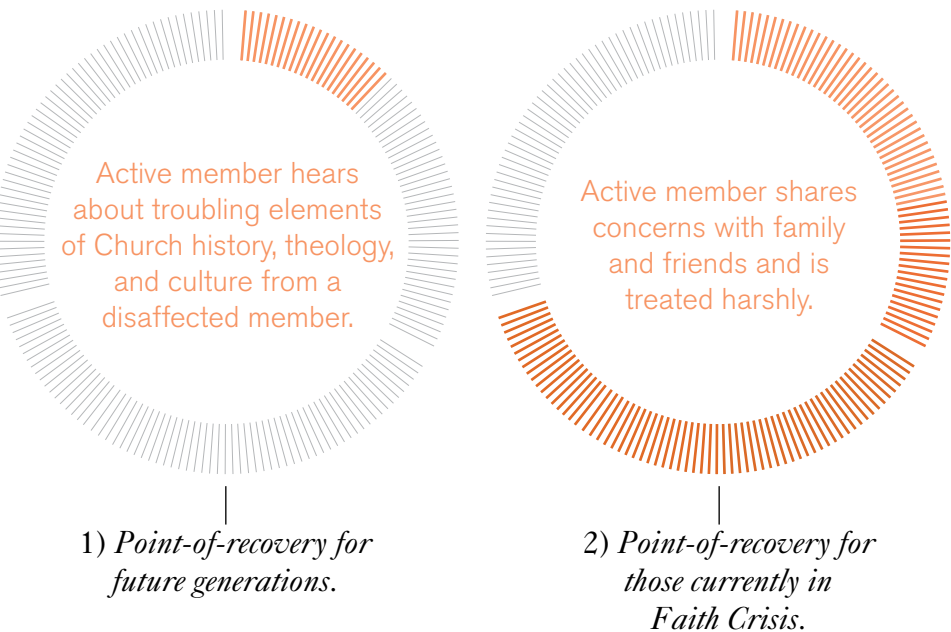 Active member hears
about troubling elements
of Church history, theology,
and culture from a
disaffected member.
1) Point-of-recovery for
future generations.
Active member shares
concerns with family
and friends and is
treated harshly.
2) Point-of-recovery for
those currently in
Faith Crisis.